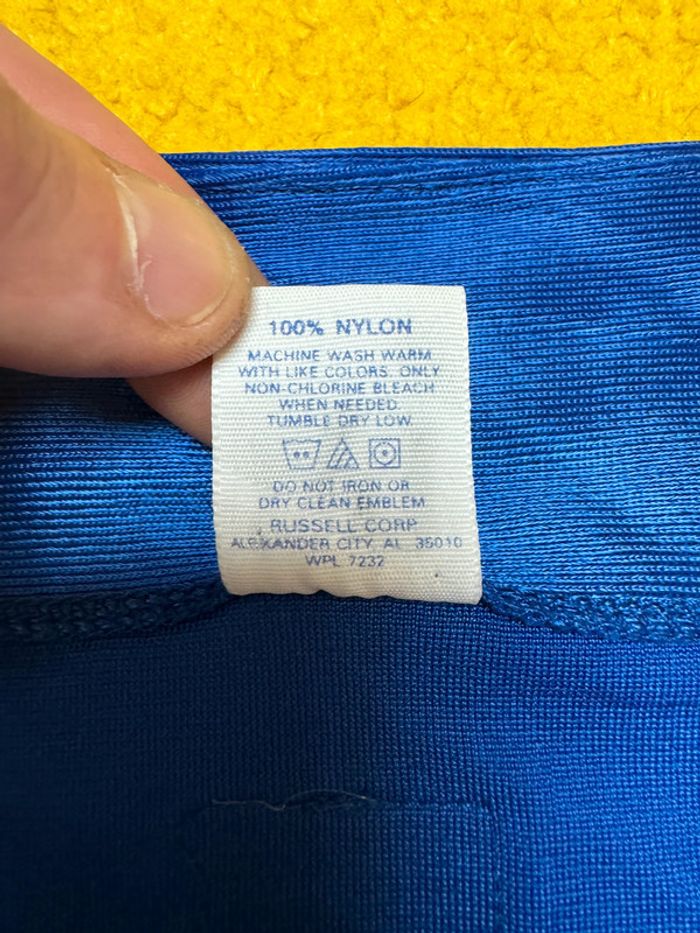 100% NYLON
MACHINE WASH WARM
WITH LIKE COLORS. ONLY
NON-CHLORINE BLEACH
WHEN NEEDED.
TUMBLE DRY LOW
DO NOT IRON OR
DRY CLEAN EMBLEM
RUSSELL CORP
ALEXANDER CITY AL 35010
WPL 7232